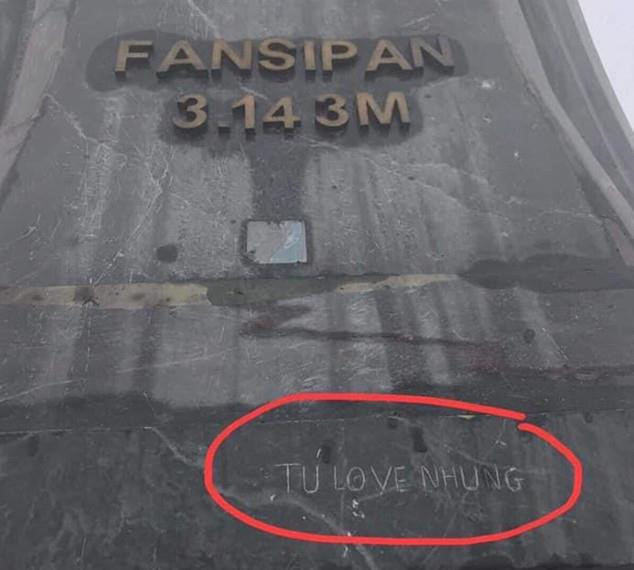 FANSIPAN
3.143M
TÚ LOVE NHUNG